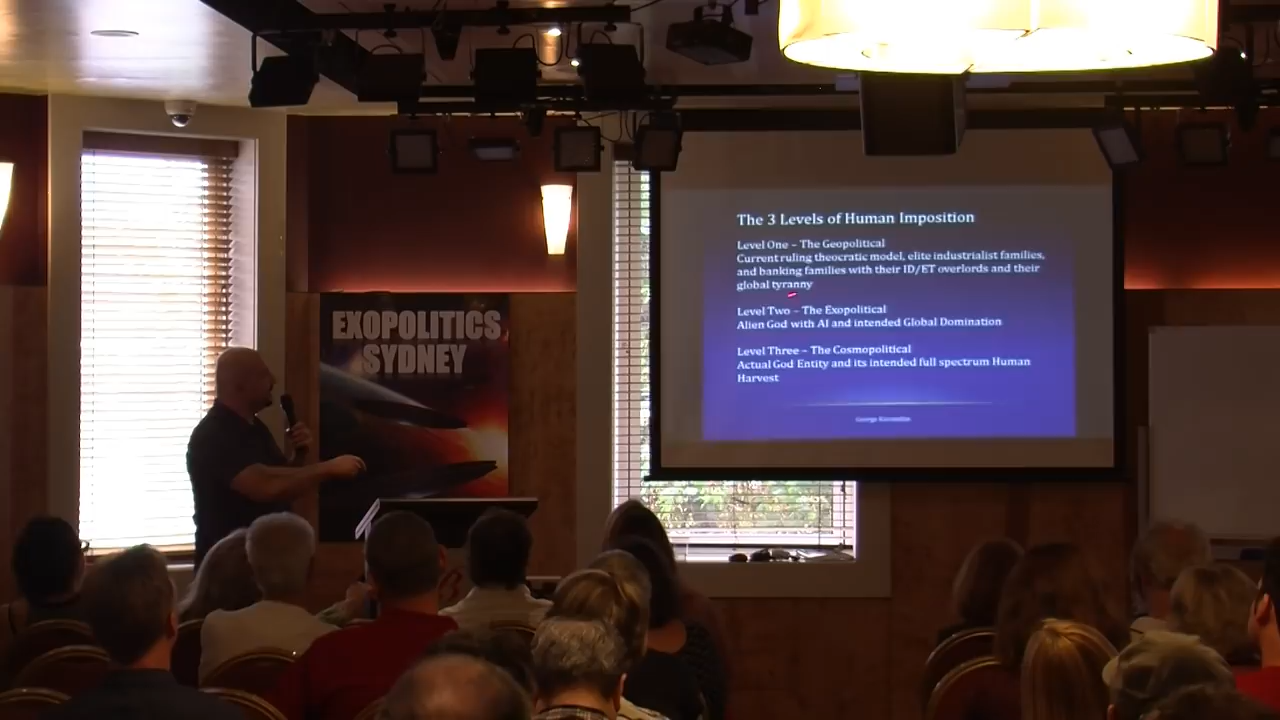 EXOPOLITICS
SYDNEY
The 3 Levels of Human Imposition
Level One – The Geopolitical
Current ruling theocratic model, elite industrialist families,
and banking families with their ID/ET overlords and their
global tyranny
Level Two – The Exopolitical
Alien God with AI and intended Global Domination
Level Three – The Cosmopolitical
Actual God Entity and its intended full spectrum Human
Harvest
George